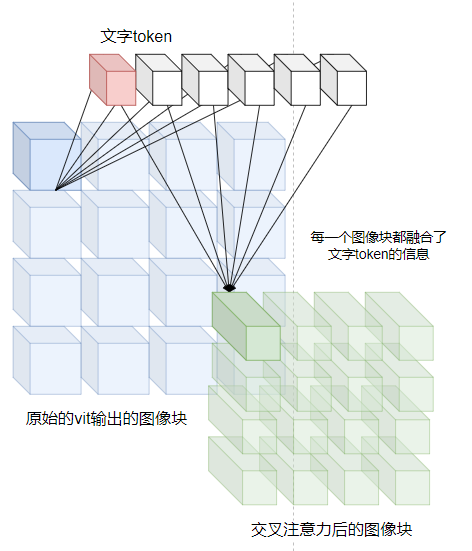 文字token
每一个图像块都融合了
文字token的信息
原始的vit输出的图像块
交叉注意力后的图像块